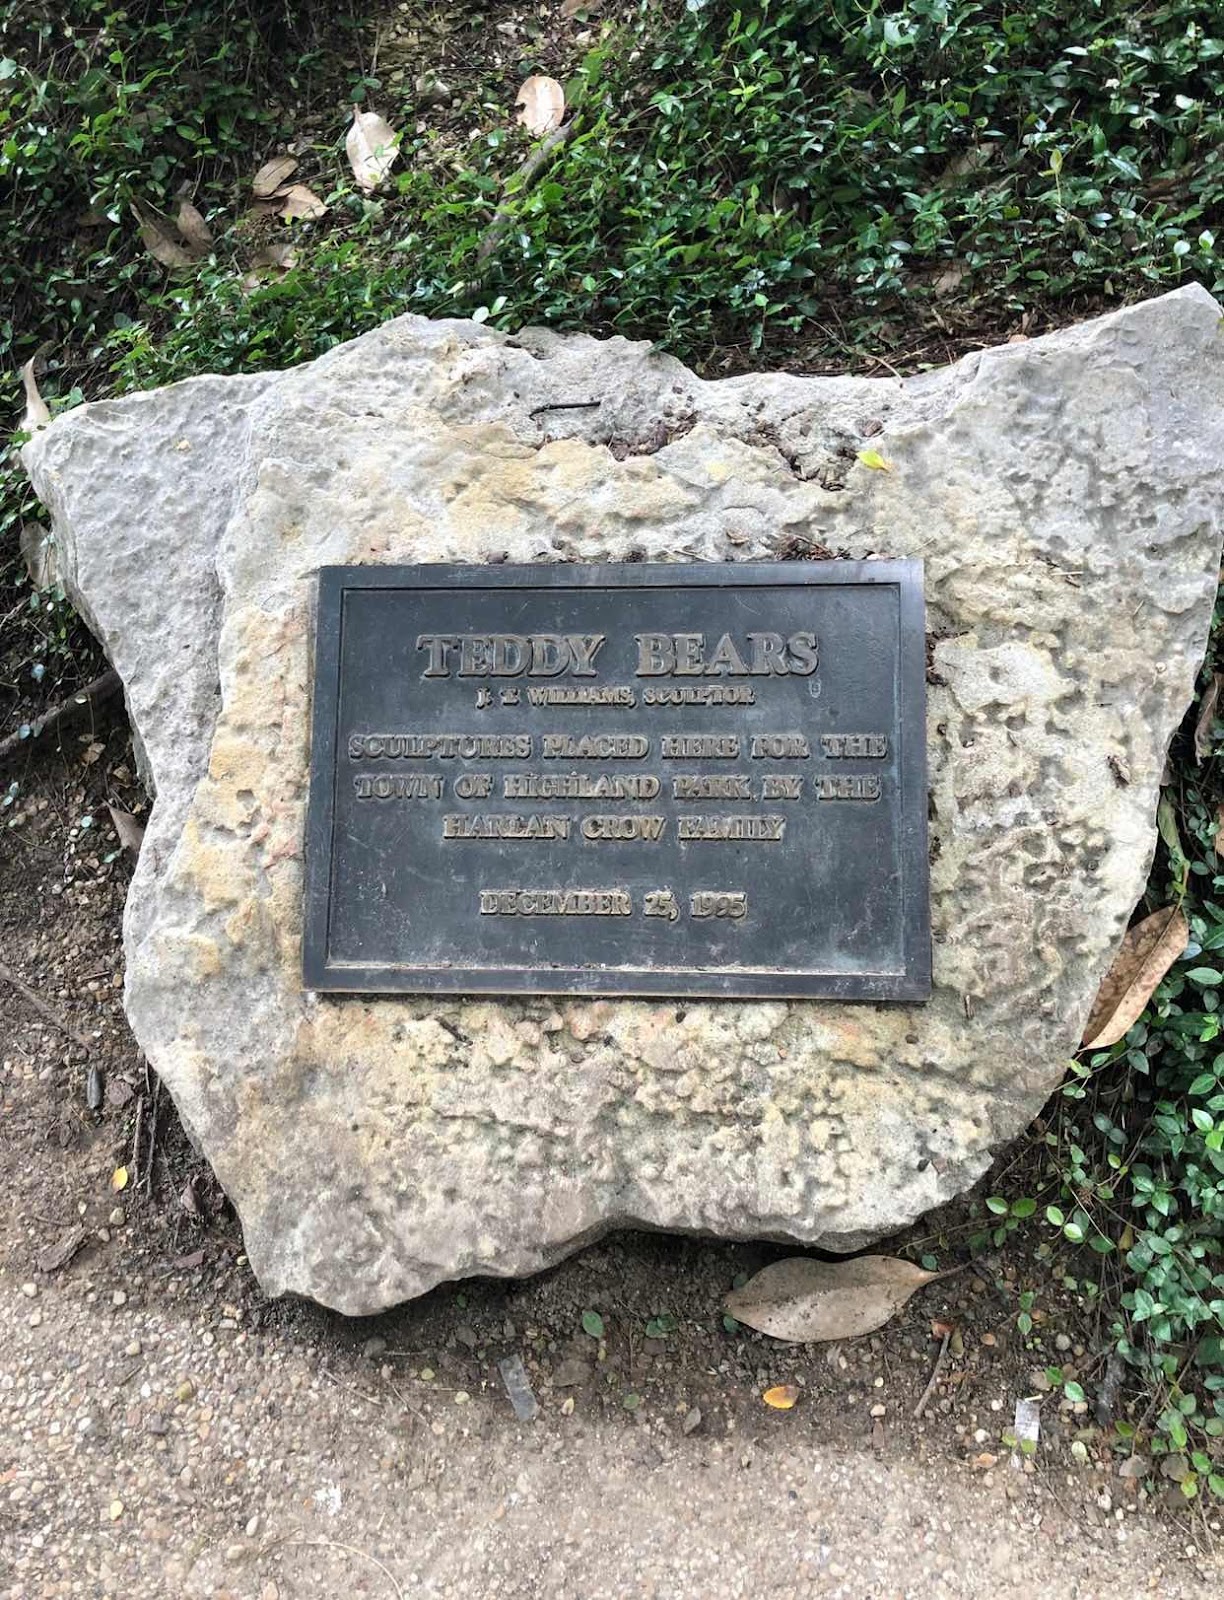 TEDDY BEARS
J. T. WILLIAMS, SCULPTOR
SCULPTURES PLACED HERE FOR THE
TOWN OF HIGHLAND PARK BY THE
HARLAN CROW FAMILY
DECEMBER 25, 1995